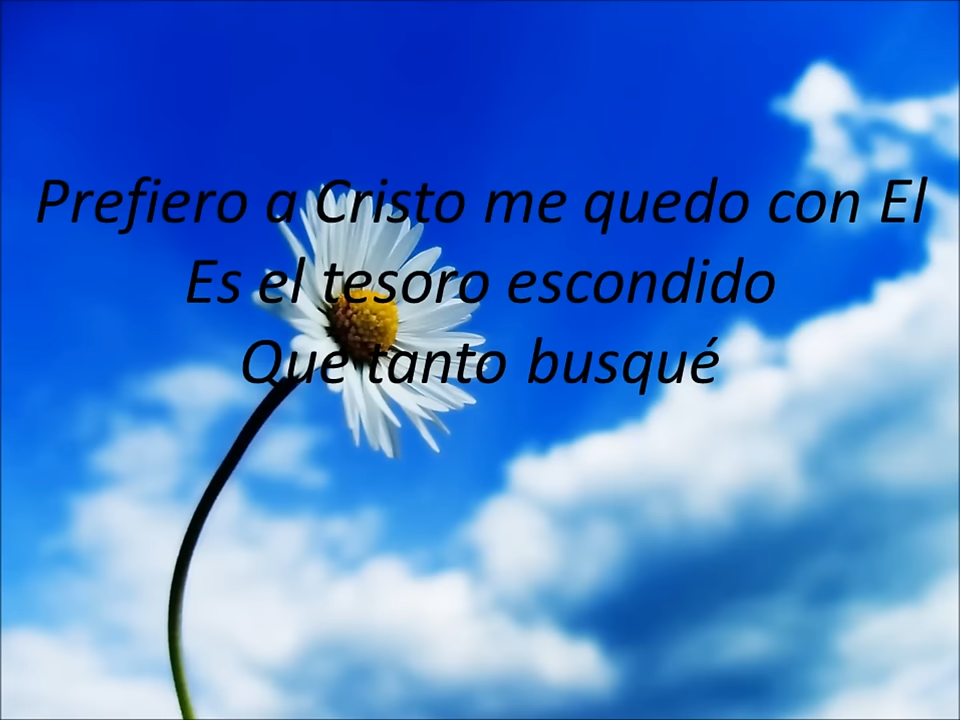 Prefiero a Cristo me quedo con El
Es el tesoro escondido
Que tanto busqué